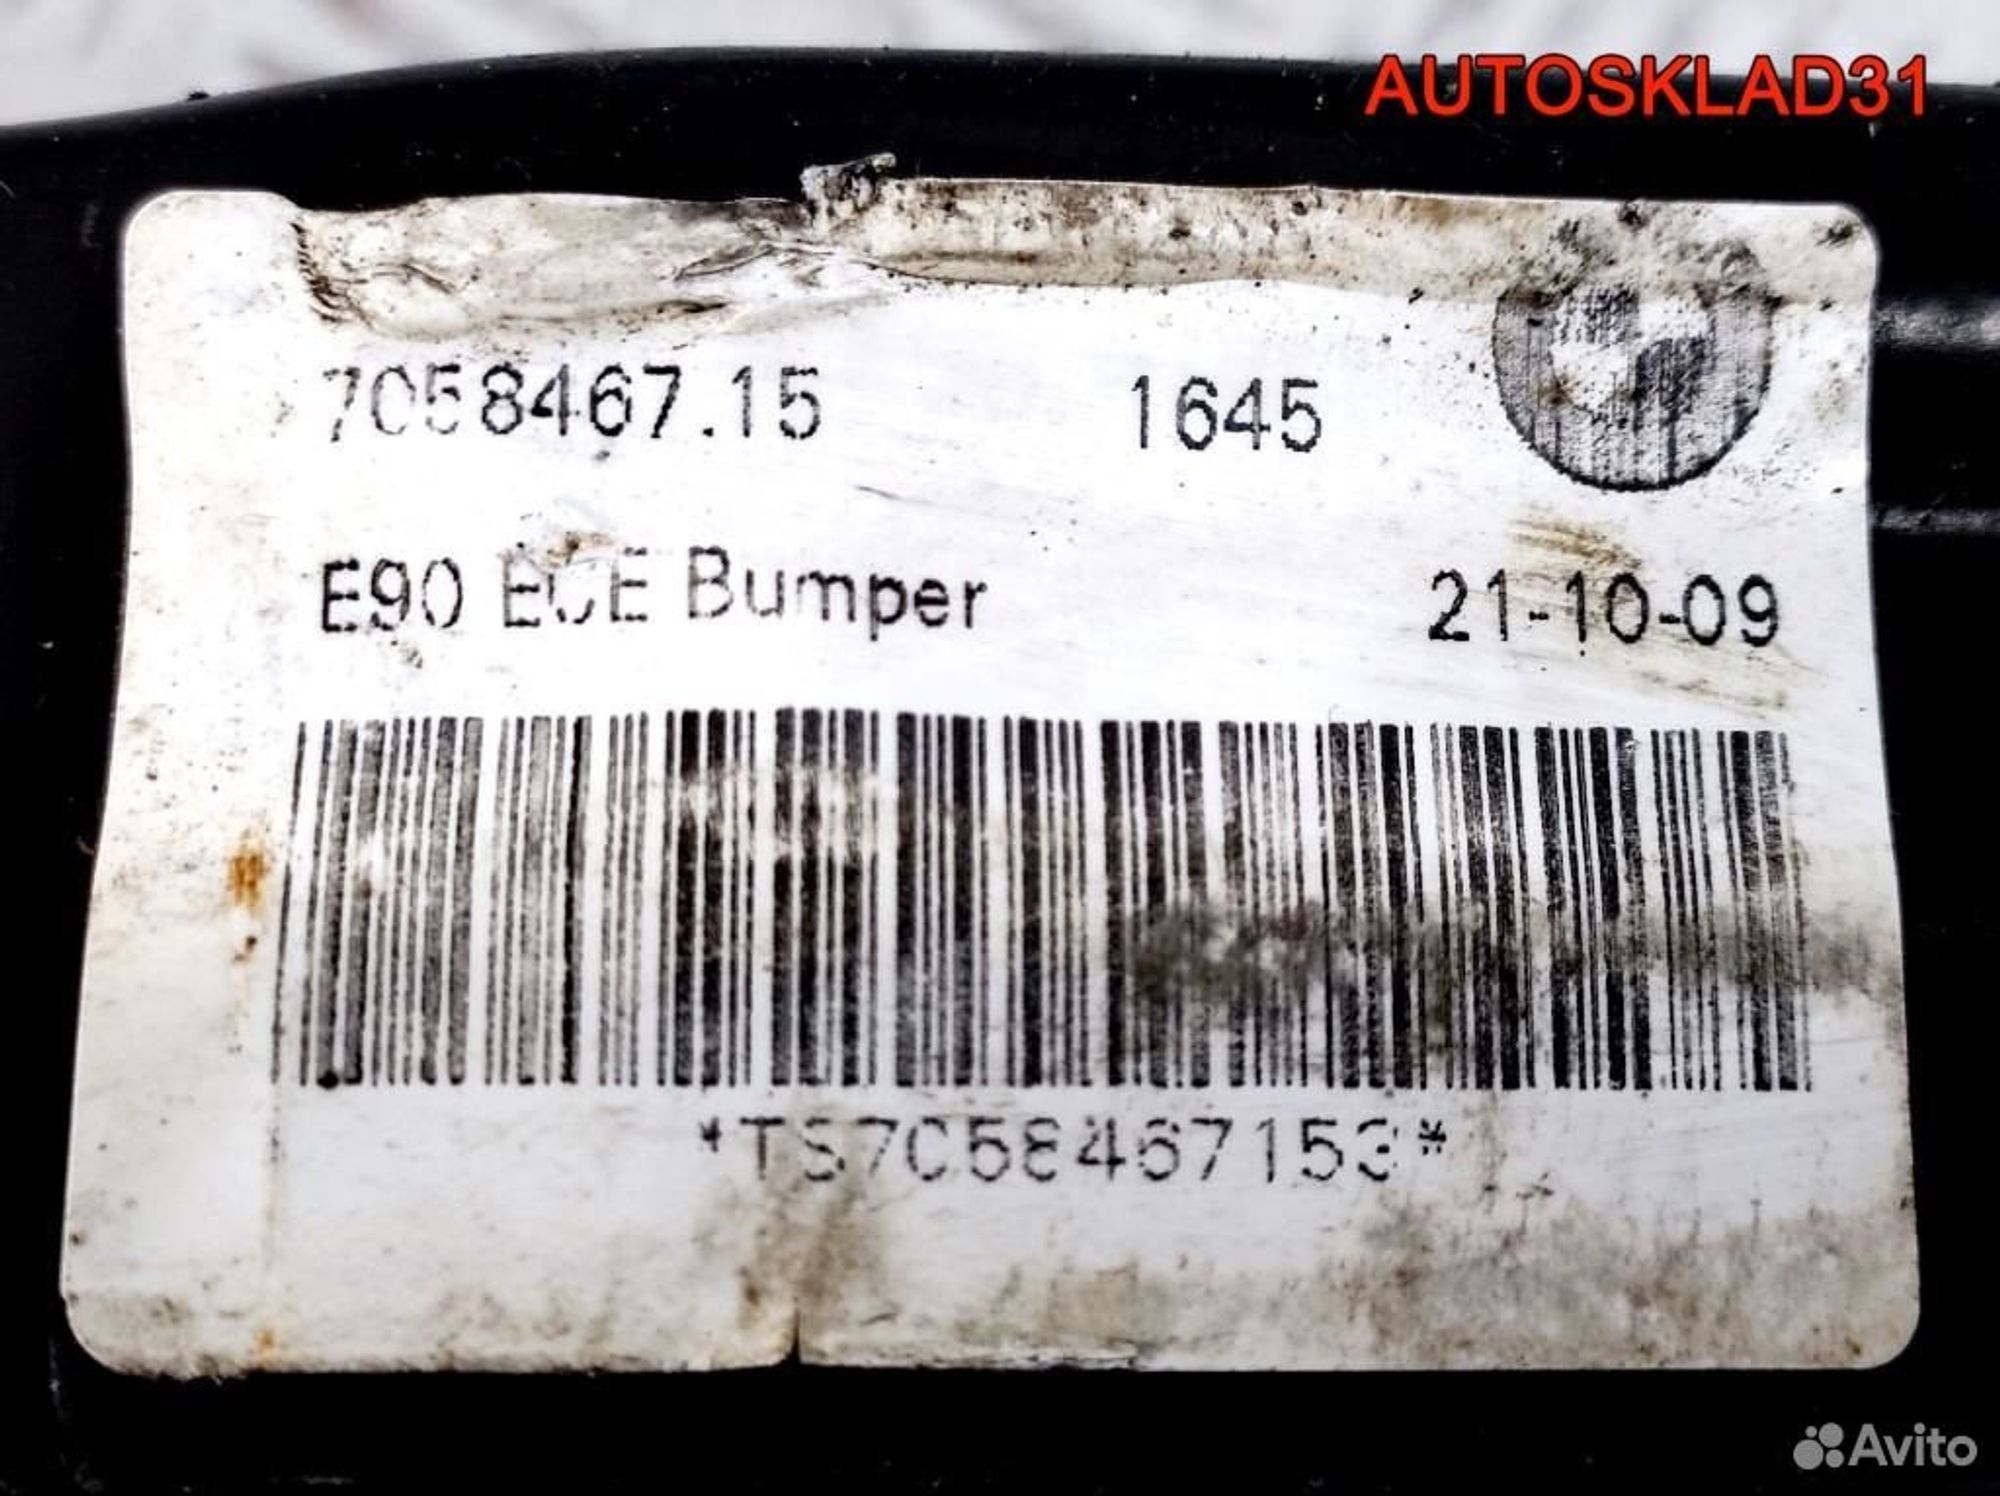 AUTOSKLAD31
7058467.15 1645
E90 ECE Bumper 21-10-09
*TS7058467153*
Avito